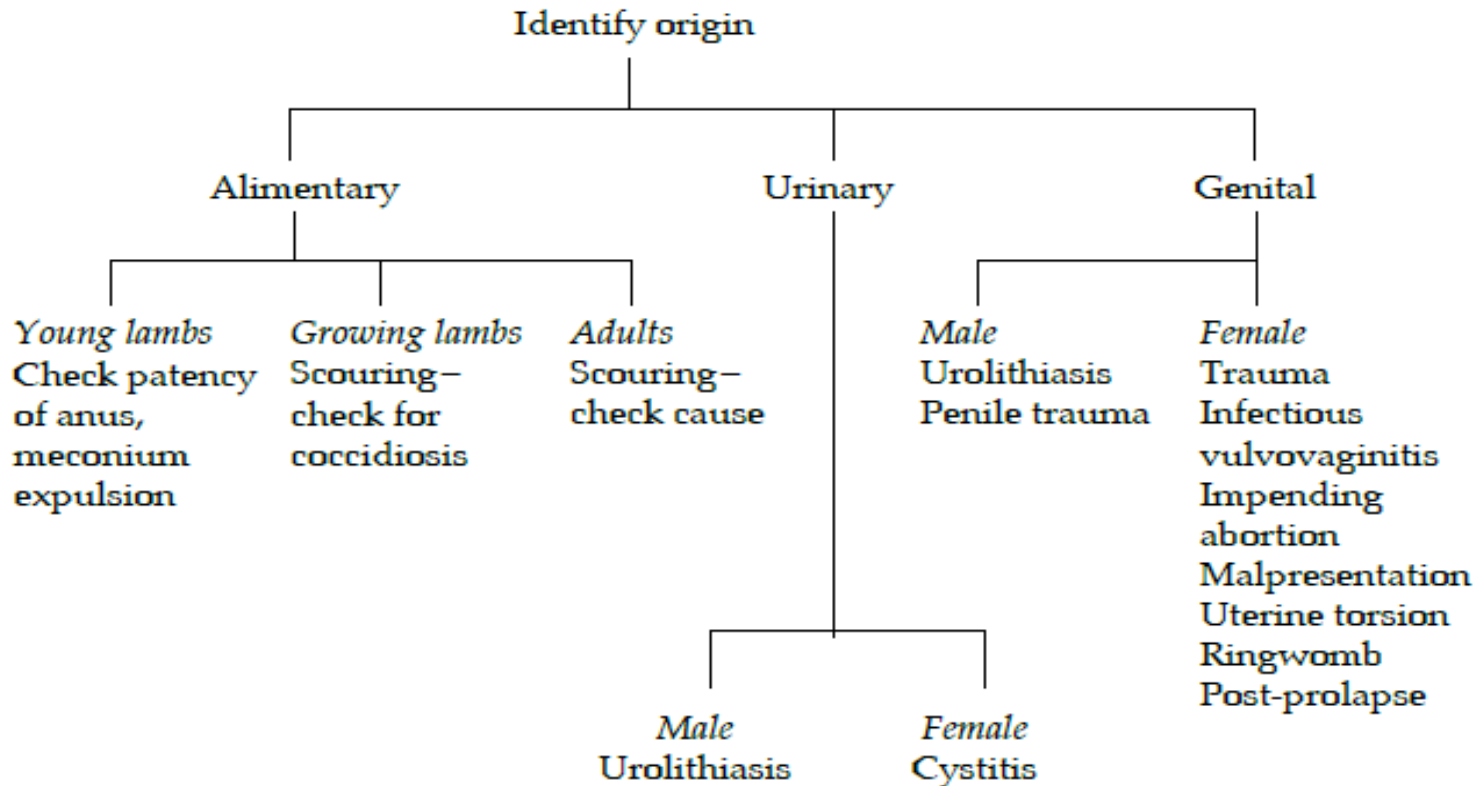 Identify origin
Alimentary
Urinary
Genital
Young lambs
Check patency
of anus,
meconium
expulsion
Growing lambs
Scouring–
check for
coccidiosis
Adults
Scouring–
check cause
Male
Urolithiasis
Penile trauma
Female
Trauma
Infectious
vulvovaginitis
Impending
abortion
Malpresentation
Uterine torsion
Ringwomb
Post-prolapse
Male
Urolithiasis
Female
Cystitis